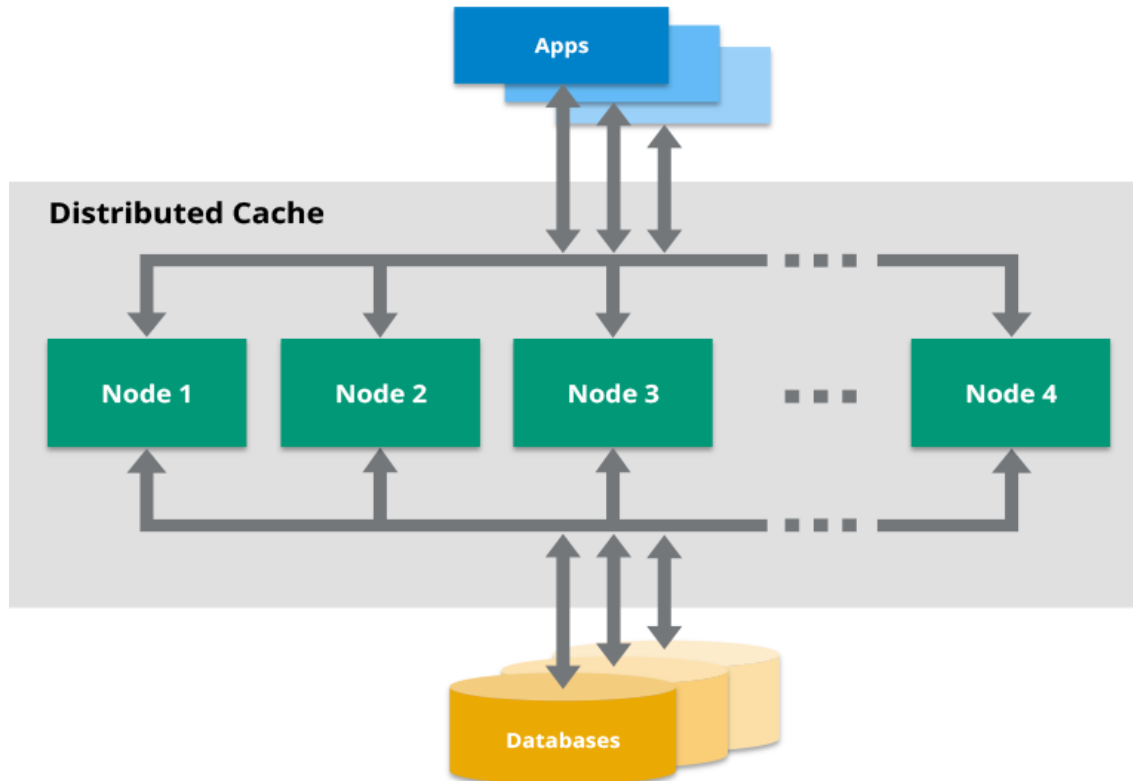 Apps
Distributed Cache
Node 1
Node 2
Node 3
Node 4
Databases